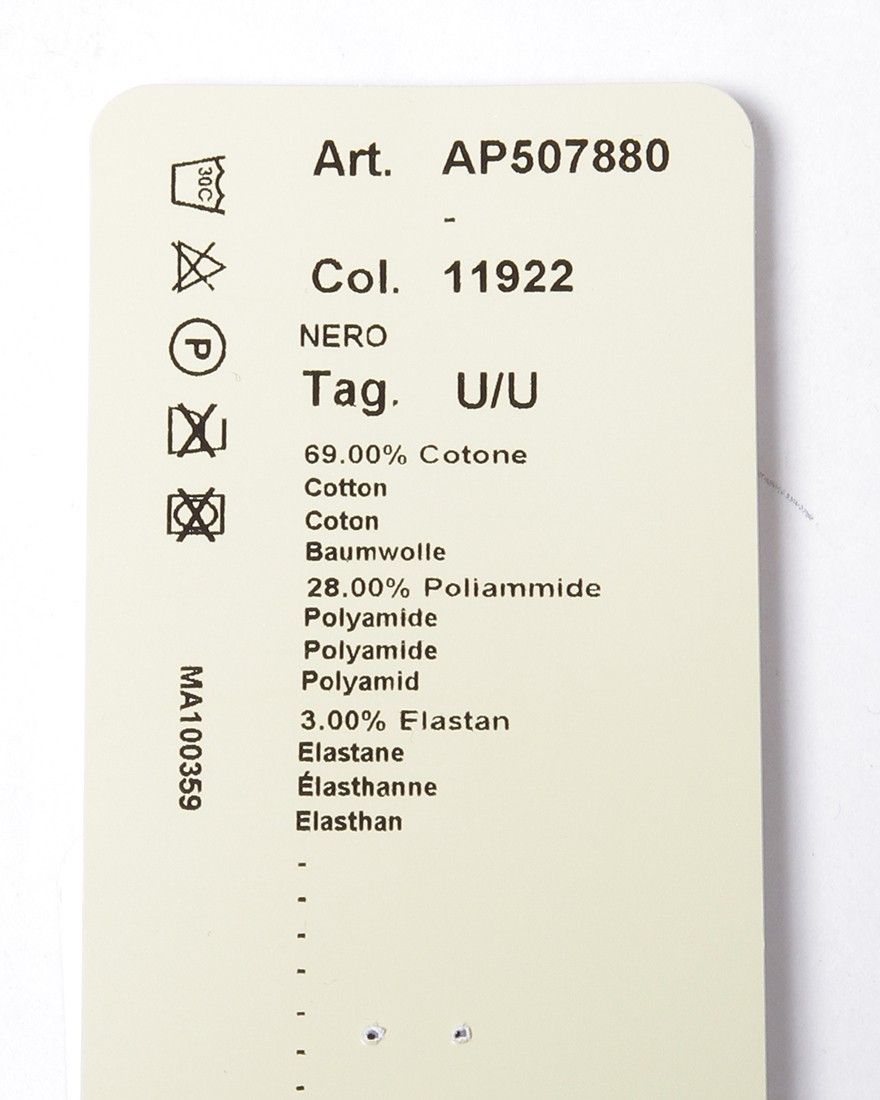 Art. AP507880
-
Col. 11922
NERO
Tag. U/U
69.00% Cotone
Cotton
Coton
Baumwolle
28.00% Poliammide
Polyamide
Polyamide
Polyamid
3.00% Elastan
Elastane
Élasthanne
Elasthan
-
-
-
-
-
-
-
30C
P
MA100359